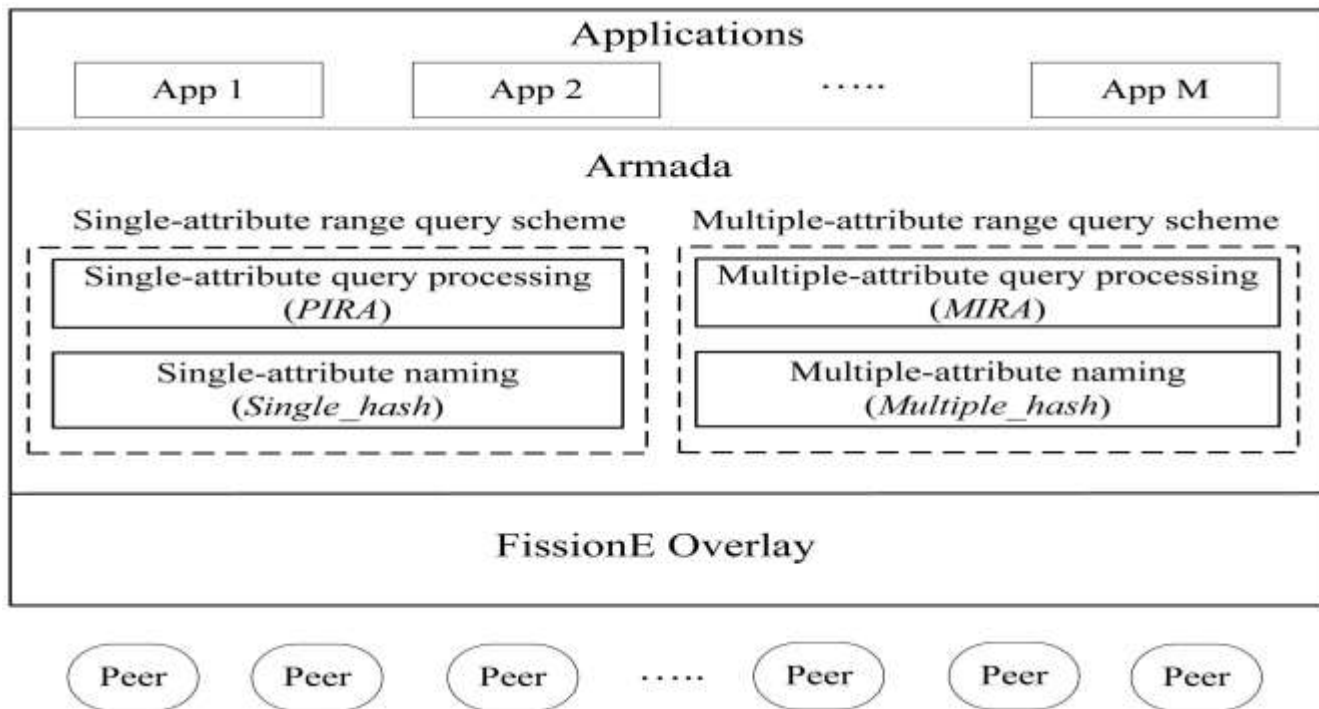 Applications
App 1 App 2 ..... App M
Armada
Single-attribute range query scheme
Single-attribute query processing
(PIRA)
Single-attribute naming
(Single_hash)
Multiple-attribute range query scheme
Multiple-attribute query processing
(MIRA)
Multiple-attribute naming
(Multiple_hash)
FissionE Overlay
Peer Peer Peer ..... Peer Peer Peer